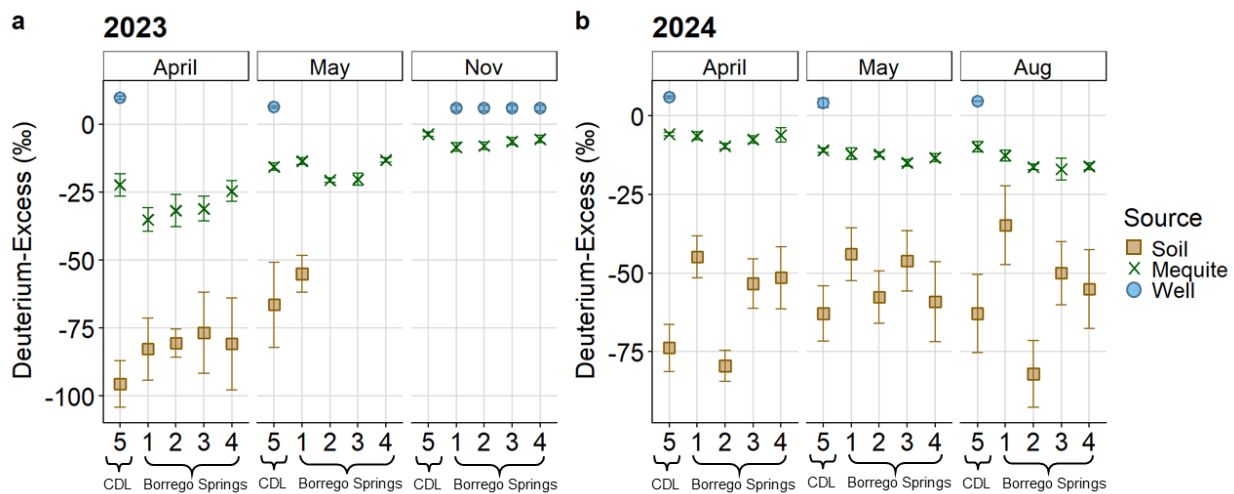 a 2023
April May Nov
Deuterium-Excess (‰)
0
-25
-50
-75
-100
5 1 2 3 4 5 1 2 3 4 5 1 2 3 4
CDL Borrego Springs CDL Borrego Springs CDL Borrego Springs
b 2024
April May Aug
Deuterium-Excess (‰)
0
-25
-50
-75
5 1 2 3 4 5 1 2 3 4 5 1 2 3 4
CDL Borrego Springs CDL Borrego Springs CDL Borrego Springs
Source
Soil
Mequite
Well